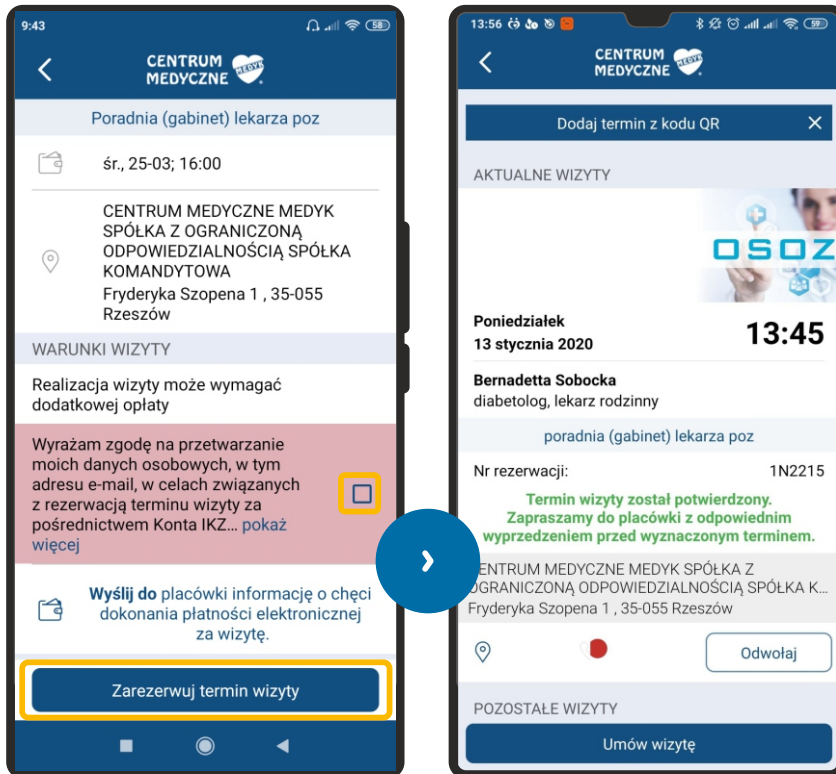 9:43
58
CENTRUM
MEDYCZNE
MEDYK
Poradnia (gabinet) lekarza poz
śr., 25-03; 16:00
CENTRUM MEDYCZNE MEDYK
SPÓŁKA Z OGRANICZONĄ
ODPOWIEDZIALNOŚCIĄ SPÓŁKA
KOMANDYTOWA
Fryderyka Szopena 1 , 35-055
Rzeszów
WARUNKI WIZYTY
Realizacja wizyty może wymagać
dodatkowej opłaty
Wyrażam zgodę na przetwarzanie
moich danych osobowych, w tym
adresu e-mail, w celach związanych
z rezerwacją terminu wizyty za
pośrednictwem Konta IKZ... pokaż
więcej
Wyślij do placówki informację o chęci
dokonania płatności elektronicznej
za wizytę.
Zarezerwuj termin wizyty
13:56
59
CENTRUM
MEDYCZNE
MEDYK
Dodaj termin z kodu QR
AKTUALNE WIZYTY
OSOZ
Poniedziałek
13 stycznia 2020
13:45
Bernadetta Sobocka
diabetolog, lekarz rodzinny
poradnia (gabinet) lekarza poz
Nr rezerwacji: 1N2215
Termin wizyty został potwierdzony.
Zapraszamy do placówki z odpowiednim
wyprzedzeniem przed wyznaczonym terminem.
ENTRUM MEDYCZNE MEDYK SPÓŁKA Z
OGRANICZONĄ ODPOWIEDZIALNOŚCIĄ SPÓŁKA K...
Fryderyka Szopena 1 , 35-055 Rzeszów
Odwołaj
POZOSTAŁE WIZYTY
Umów wizytę